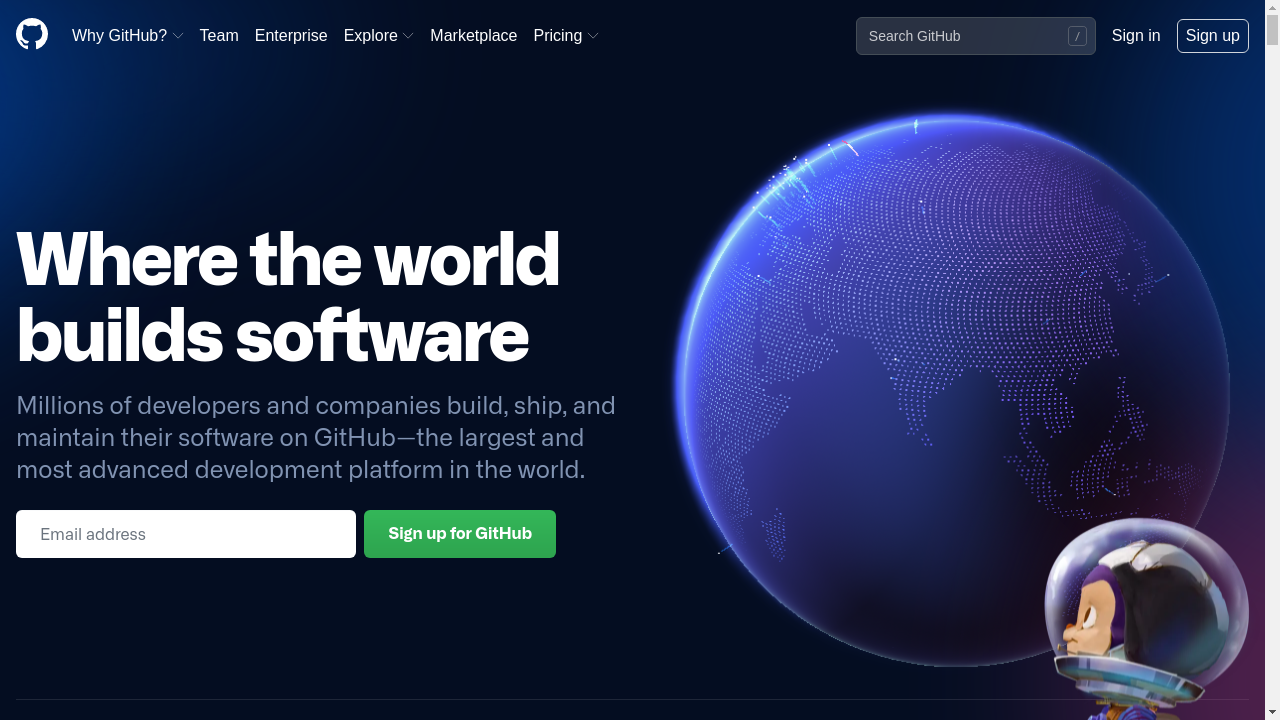 Why GitHub? Team Enterprise Explore Marketplace Pricing Search GitHub / Sign in Sign up
Where the world
builds software
Millions of developers and companies build, ship, and
maintain their software on GitHub—the largest and
most advanced development platform in the world.
Email address Sign up for GitHub